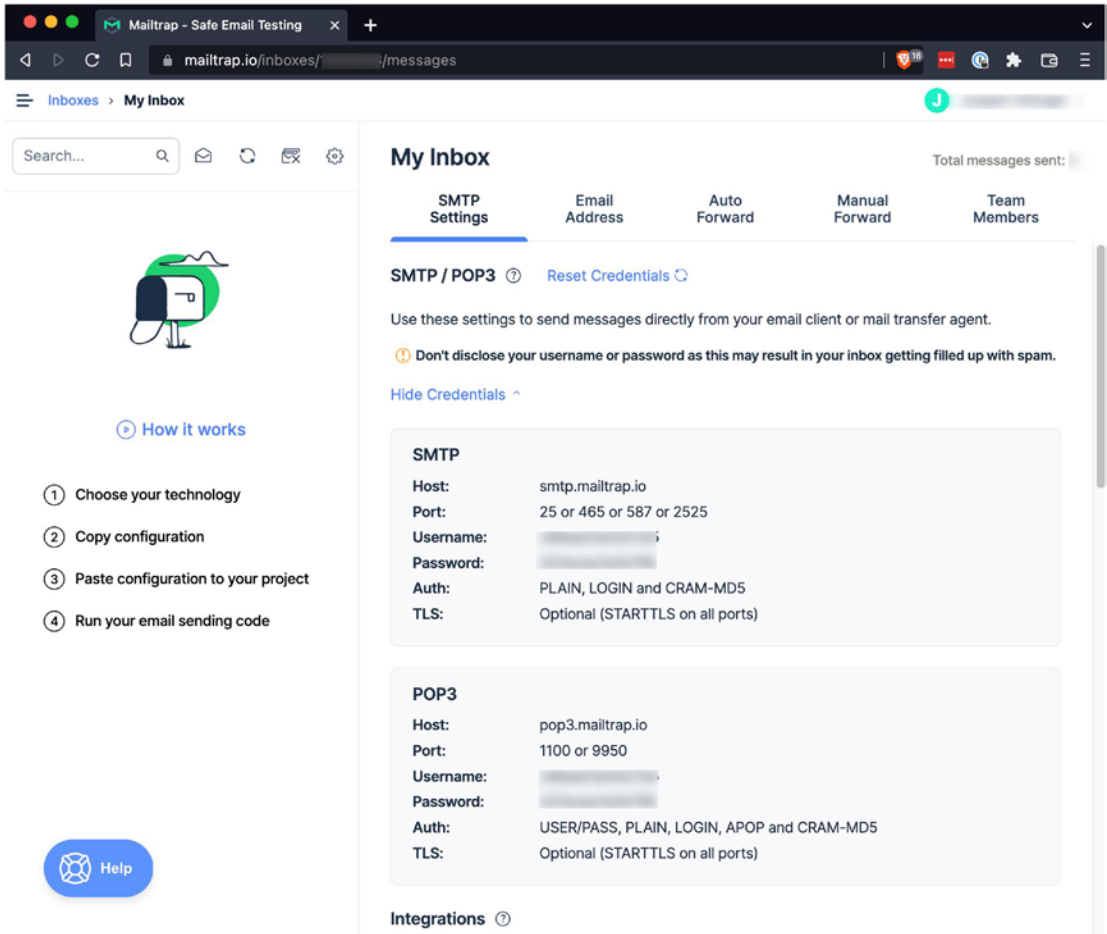 Mailtrap - Safe Email Testing
mailtrap.io/inboxes/ /messages
16
Inboxes > My Inbox
J
Search...
My Inbox
Total messages sent:
SMTP Settings
Email Address
Auto Forward
Manual Forward
Team Members
SMTP / POP3 ? Reset Credentials
Use these settings to send messages directly from your email client or mail transfer agent.
! Don't disclose your username or password as this may result in your inbox getting filled up with spam.
Hide Credentials ^
How it works
1 Choose your technology
2 Copy configuration
3 Paste configuration to your project
4 Run your email sending code
Help
SMTP
Host: smtp.mailtrap.io
Port: 25 or 465 or 587 or 2525
Username:
Password:
Auth: PLAIN, LOGIN and CRAM-MD5
TLS: Optional (STARTTLS on all ports)
POP3
Host: pop3.mailtrap.io
Port: 1100 or 9950
Username:
Password:
Auth: USER/PASS, PLAIN, LOGIN, APOP and CRAM-MD5
TLS: Optional (STARTTLS on all ports)
Integrations ?